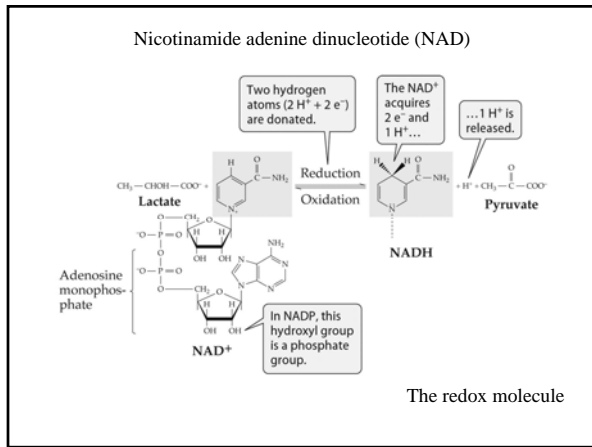 Nicotinamide adenine dinucleotide (NAD)
Two hydrogen
atoms (2 H⁺ + 2 e⁻)
are donated.
The NAD⁺
acquires
2 e⁻ and
1 H⁺…
…1 H⁺ is
released.
H
O
C—NH₂
N⁺
CH₃—CHOH—COO⁻ +
Lactate
Reduction
Oxidation
H
H
O
C—NH₂
N
NADH
+ H⁺ + CH₃—C—COO⁻
O
Pyruvate
O—CH₂
O
⁻O—P=O
O
H
H
OH
OH
⁻O—P=O
O—CH₂
O
NH₂
N
N
N
N
H
H
OH
OH
Adenosine
monophos-
phate
NAD⁺
In NADP, this
hydroxyl group
is a phosphate
group.
The redox molecule